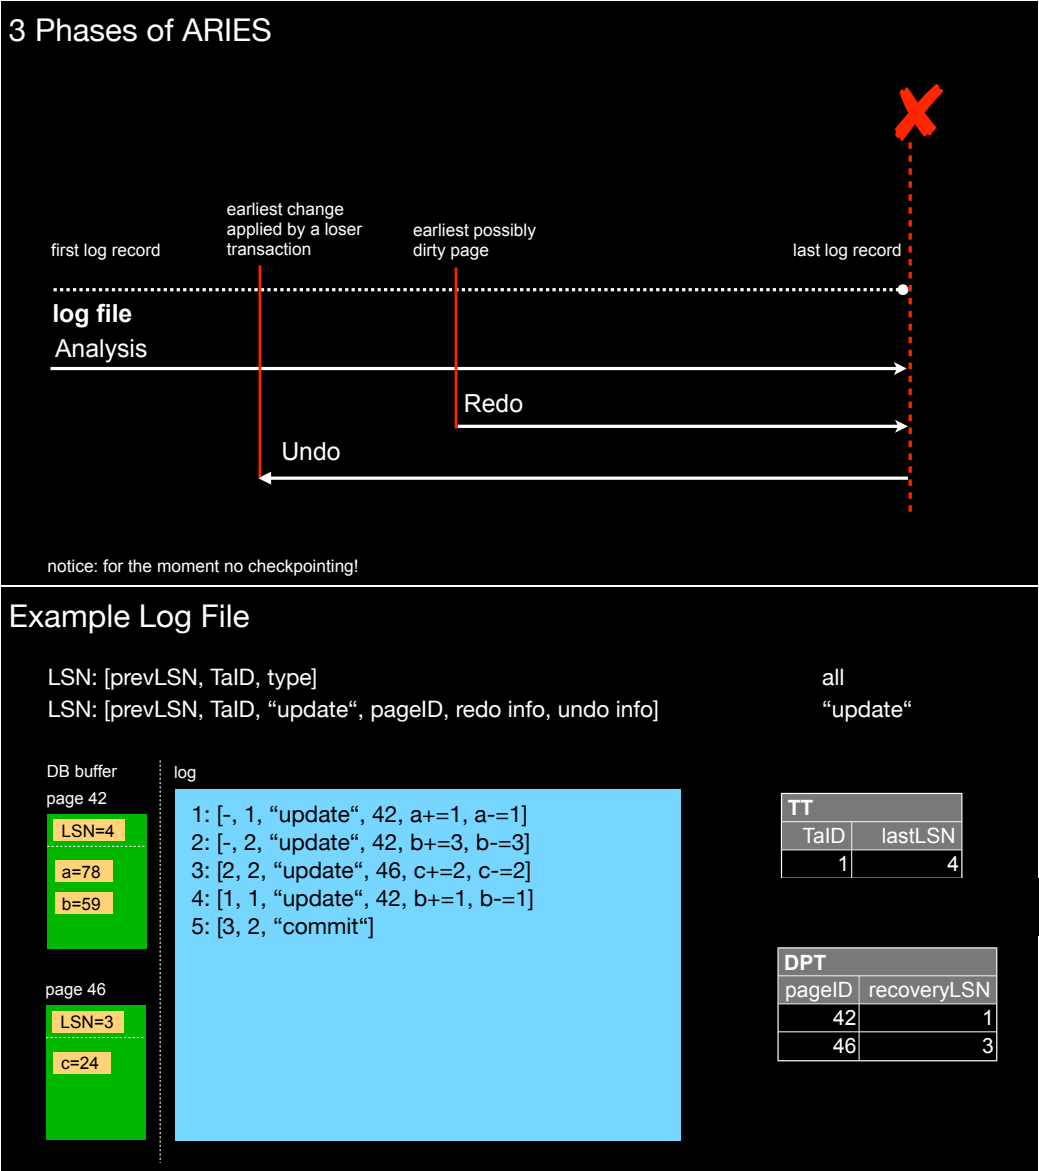 3 Phases of ARIES
earliest change
applied by a loser
transaction
earliest possibly
dirty page
first log record
last log record
log file
Analysis
Redo
Undo
notice: for the moment no checkpointing!
Example Log File
LSN: [prevLSN, TaID, type] all
LSN: [prevLSN, TaID, “update“, pageID, redo info, undo info] “update“
DB buffer
log
page 42
LSN=4
a=78
b=59
page 46
LSN=3
c=24
1: [-, 1, “update“, 42, a+=1, a-=1]
2: [-, 2, “update“, 42, b+=3, b-=3]
3: [2, 2, “update“, 46, c+=2, c-=2]
4: [1, 1, “update“, 42, b+=1, b-=1]
5: [3, 2, “commit“]
TT
TaID lastLSN
1 4
DPT
pageID recoveryLSN
42 1
46 3